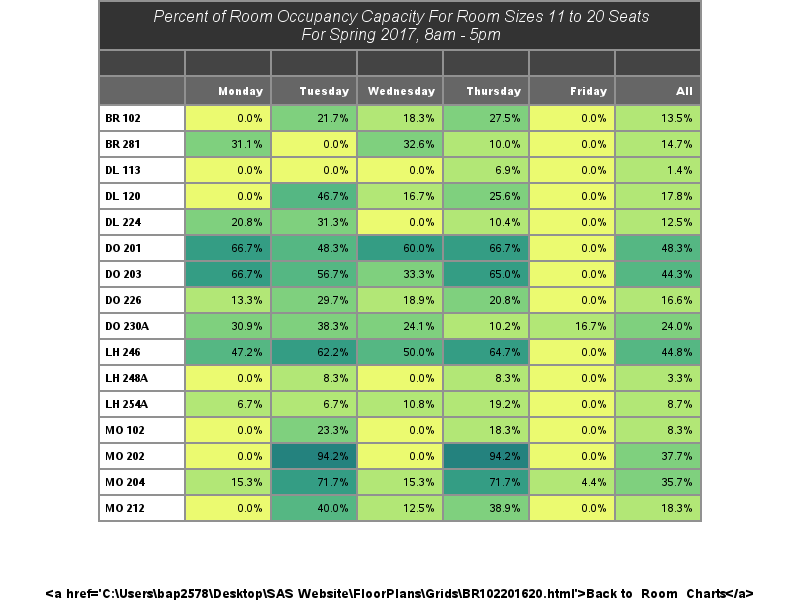 Percent of Room Occupancy Capacity For Room Sizes 11 to 20 Seats
For Spring 2017, 8am - 5pm
Monday Tuesday Wednesday Thursday Friday All
BR 102 0.0% 21.7% 18.3% 27.5% 0.0% 13.5%
BR 281 31.1% 0.0% 32.6% 10.0% 0.0% 14.7%
DL 113 0.0% 0.0% 0.0% 6.9% 0.0% 1.4%
DL 120 0.0% 46.7% 16.7% 25.6% 0.0% 17.8%
DL 224 20.8% 31.3% 0.0% 10.4% 0.0% 12.5%
DO 201 66.7% 48.3% 60.0% 66.7% 0.0% 48.3%
DO 203 66.7% 56.7% 33.3% 65.0% 0.0% 44.3%
DO 226 13.3% 29.7% 18.9% 20.8% 0.0% 16.6%
DO 230A 30.9% 38.3% 24.1% 10.2% 16.7% 24.0%
LH 246 47.2% 62.2% 50.0% 64.7% 0.0% 44.8%
LH 248A 0.0% 8.3% 0.0% 8.3% 0.0% 3.3%
LH 254A 6.7% 6.7% 10.8% 19.2% 0.0% 8.7%
MO 102 0.0% 23.3% 0.0% 18.3% 0.0% 8.3%
MO 202 0.0% 94.2% 0.0% 94.2% 0.0% 37.7%
MO 204 15.3% 71.7% 15.3% 71.7% 4.4% 35.7%
MO 212 0.0% 40.0% 12.5% 38.9% 0.0% 18.3%
<a href='C:\Users\bap2578\Desktop\SAS Website\FloorPlans\Grids\BR102201620.html'>Back to Room Charts</a>